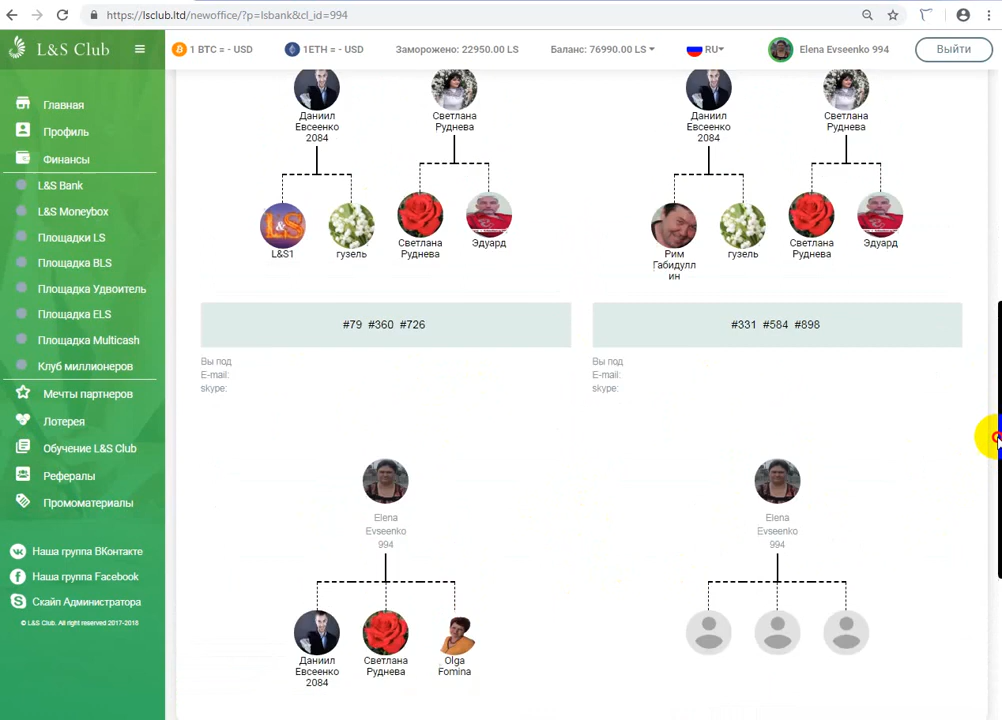 https://lsclub.ltd/newoffice/?p=lsbank&cl_id=994
L&S Club
1 BTC = - USD
1ETH = - USD
Заморожено: 22950.00 LS
Баланс: 76990.00 LS
RU
Elena Evseenko 994
Выйти
Главная
Профиль
Финансы
L&S Bank
L&S Moneybox
Площадки LS
Площадка BLS
Площадка Удвоитель
Площадка ELS
Площадка Multicash
Клуб миллионеров
Мечты партнеров
Лотерея
Обучение L&S Club
Рефералы
Промоматериалы
Наша группа ВКонтакте
Наша группа Facebook
Скайп Администратора
© L&S Club. All right reserved 2017-2018
Даниил
Евсеенко
2084
Светлана
Руднева
L&S
L&S1
гузель
Светлана
Руднева
Эдуард
#79 #360 #726
Вы под
E-mail:
skype:
Elena
Evseenko
994
Даниил
Евсеенко
2084
Светлана
Руднева
Olga
Fomina
Даниил
Евсеенко
2084
Светлана
Руднева
Рим
Габидулл
ин
гузель
Светлана
Руднева
Эдуард
#331 #584 #898
Вы под
E-mail:
skype:
Elena
Evseenko
994